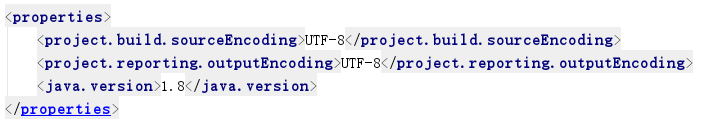 <properties>
<project.build.sourceEncoding>UTF-8</project.build.sourceEncoding>
<project.reporting.outputEncoding>UTF-8</project.reporting.outputEncoding>
<java.version>1.8</java.version>
</properties>